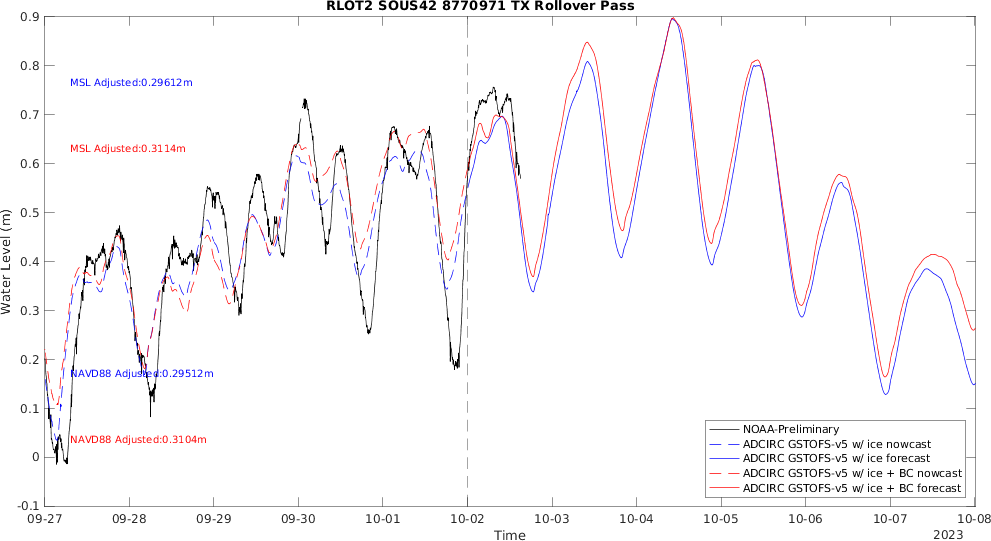 RLOT2 SOUS42 8770971 TX Rollover Pass
0.9
0.8
0.7
0.6
0.5
0.4
0.3
0.2
0.1
0
-0.1
Water Level (m)
MSL Adjusted:0.29612m
MSL Adjusted:0.3114m
NAVD88 Adjusted:0.29512m
NAVD88 Adjusted:0.3104m
NOAA-Preliminary
ADCIRC GSTOFS-v5 w/ ice nowcast
ADCIRC GSTOFS-v5 w/ ice forecast
ADCIRC GSTOFS-v5 w/ ice + BC nowcast
ADCIRC GSTOFS-v5 w/ ice + BC forecast
09-27 09-28 09-29 09-30 10-01 10-02 10-03 10-04 10-05 10-06 10-07 10-08
Time
2023